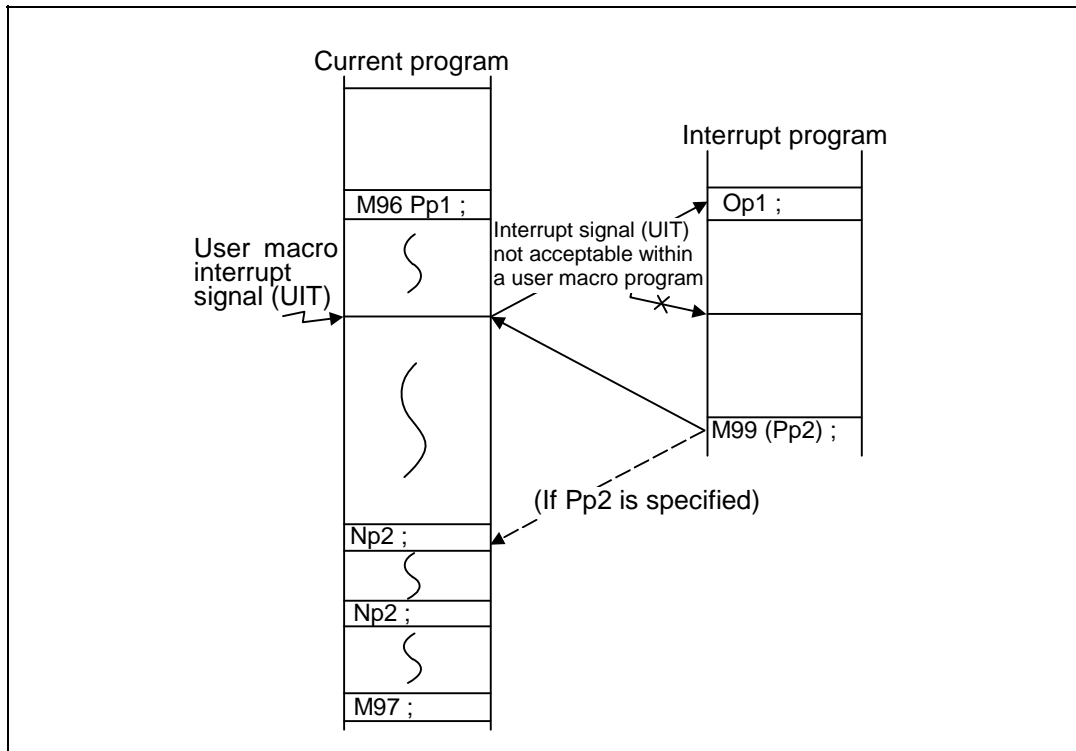 Current program
Interrupt program
M96 Pp1 ;
Op1 ;
User macro
interrupt
signal (UIT)
Interrupt signal (UIT)
not acceptable within
a user macro program
M99 (Pp2) ;
(If Pp2 is specified)
Np2 ;
Np2 ;
M97 ;